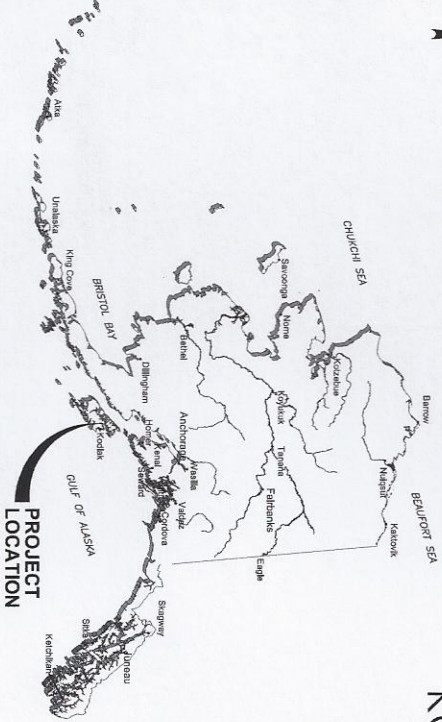 Barrow
BEAUFORT SEA
CHUKCHI SEA
Nuiqsut
Kaktovik
Kotzebue
Savoonga
Nome
Koyukuk
Tanana
Fairbanks
Eagle
Bethel
Anchorage
Wasilla
Valdez
Dillingham
Homer
Kenai
Seward
Cordova
Skagway
BRISTOL BAY
Kodiak
GULF OF ALASKA
Juneau
Sitka
Ketchikan
King Cove
Unalaska
Atka
PROJECT
LOCATION